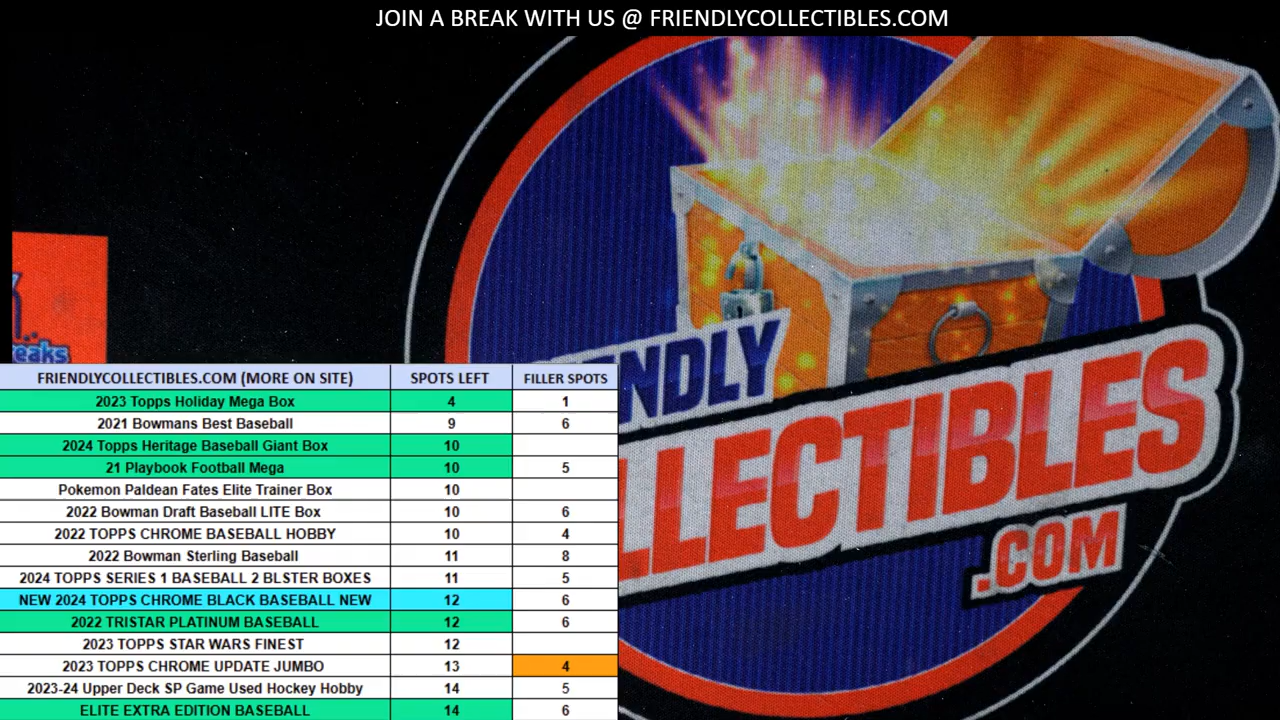 JOIN A BREAK WITH US @ FRIENDLYCOLLECTIBLES.COM
eaks
NDLY
LLECTIBLES
.COM
FRIENDLYCOLLECTIBLES.COM (MORE ON SITE) SPOTS LEFT FILLER SPOTS
2023 Topps Holiday Mega Box 4 1
2021 Bowmans Best Baseball 9 6
2024 Topps Heritage Baseball Giant Box 10
21 Playbook Football Mega 10 5
Pokemon Paldean Fates Elite Trainer Box 10
2022 Bowman Draft Baseball LITE Box 10 6
2022 TOPPS CHROME BASEBALL HOBBY 10 4
2022 Bowman Sterling Baseball 11 8
2024 TOPPS SERIES 1 BASEBALL 2 BLSTER BOXES 11 5
NEW 2024 TOPPS CHROME BLACK BASEBALL NEW 12 6
2022 TRISTAR PLATINUM BASEBALL 12 6
2023 TOPPS STAR WARS FINEST 12
2023 TOPPS CHROME UPDATE JUMBO 13 4
2023-24 Upper Deck SP Game Used Hockey Hobby 14 5
ELITE EXTRA EDITION BASEBALL 14 6